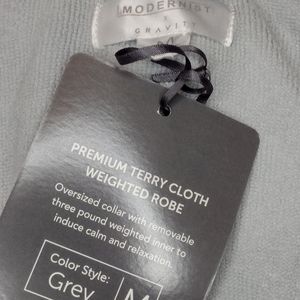 MODERNIST
X
GRAVITY
M
PREMIUM TERRY CLOTH
WEIGHTED ROBE
Oversized collar with removable
three pound weighted inner to
induce calm and relaxation.
Color Style:
Grey
M